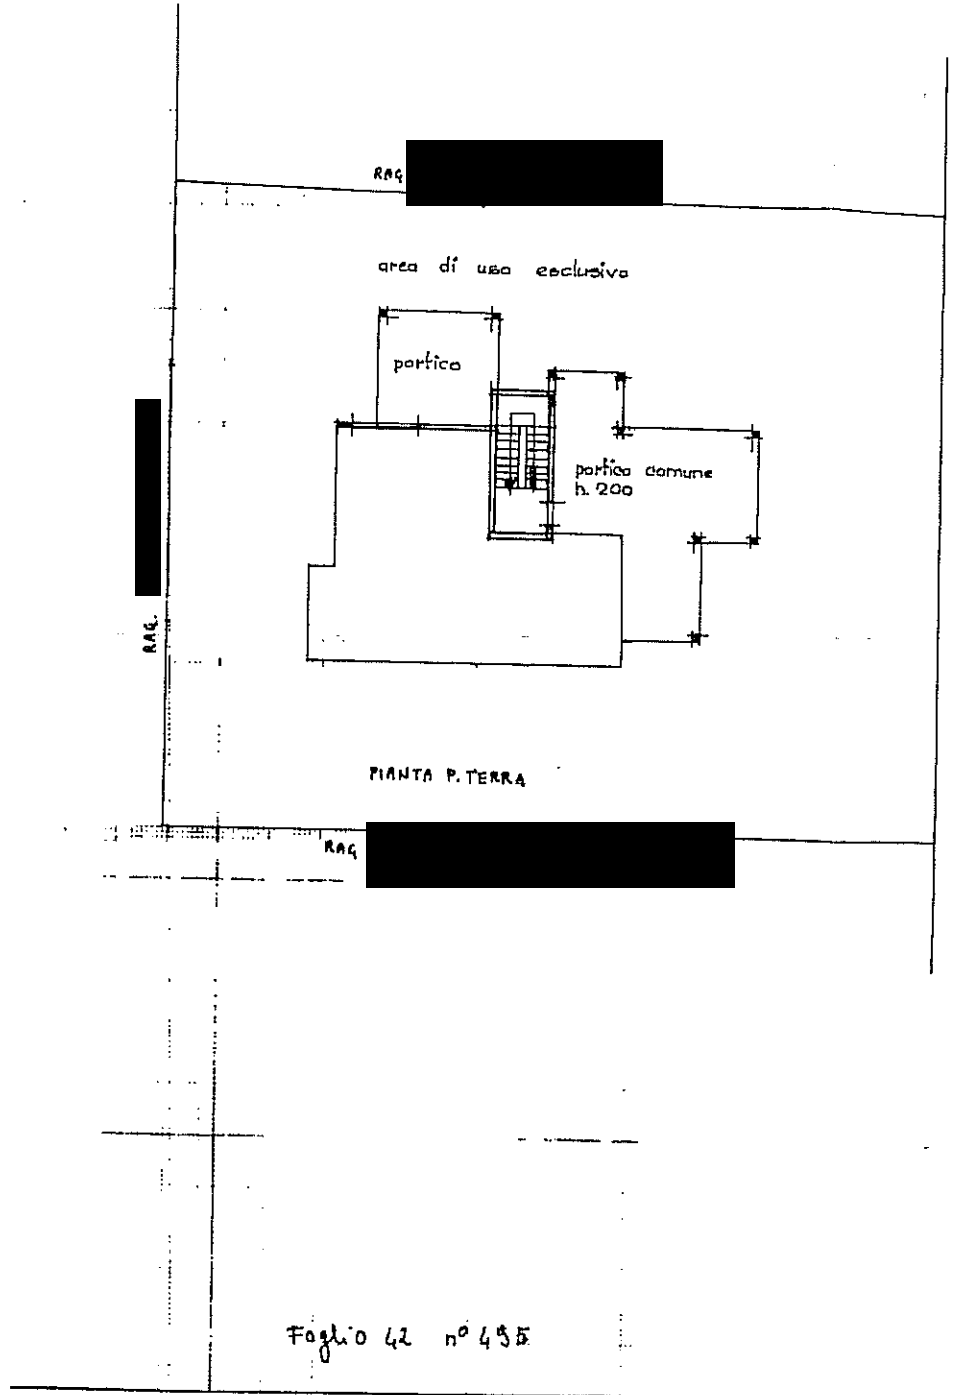 RAG
area di uso esclusivo
portico
portico comune
h. 200
RAG.
PIANTA P. TERRA
RAG
Foglio 42 n° 495